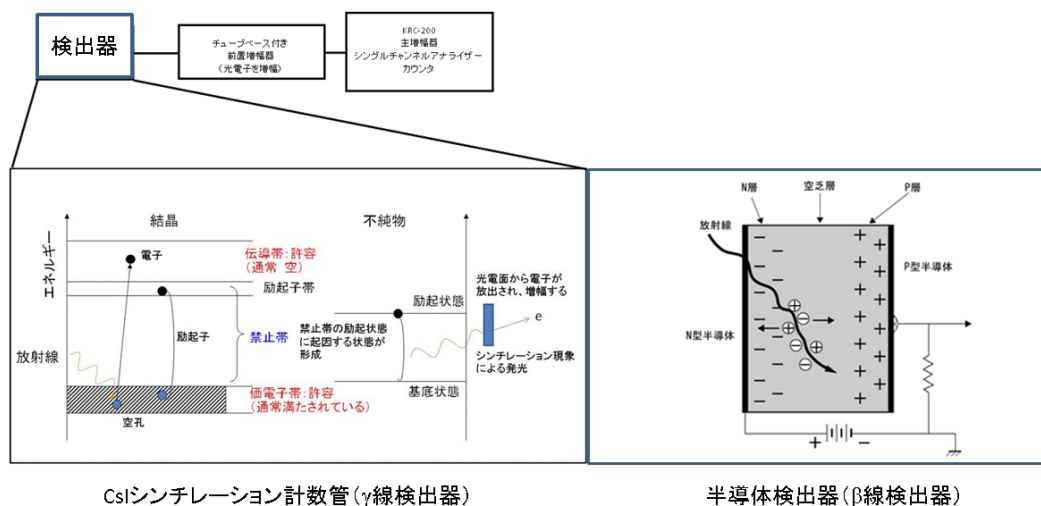 検出器
チューブベース付き
前置増幅器
(光電子を増幅)
KRC-200
主増幅器
シングルチャンネルアナライザー
カウンタ
エネルギー
結晶
不純物
電子
伝導帯:許容
(通常 空)
励起子帯
励起子
禁止帯
放射線
価電子帯:許容
(通常満たされている)
空孔
励起状態
禁止帯の励起状態
に起因する状態が
形成
基底状態
光電面から電子が
放出され、増幅する
e
シンチレーション現象
による発光
N層
空乏層
P層
放射線
P型半導体
N型半導体
+
−
CsIシンチレーション計数管(γ線検出器)
半導体検出器(β線検出器)